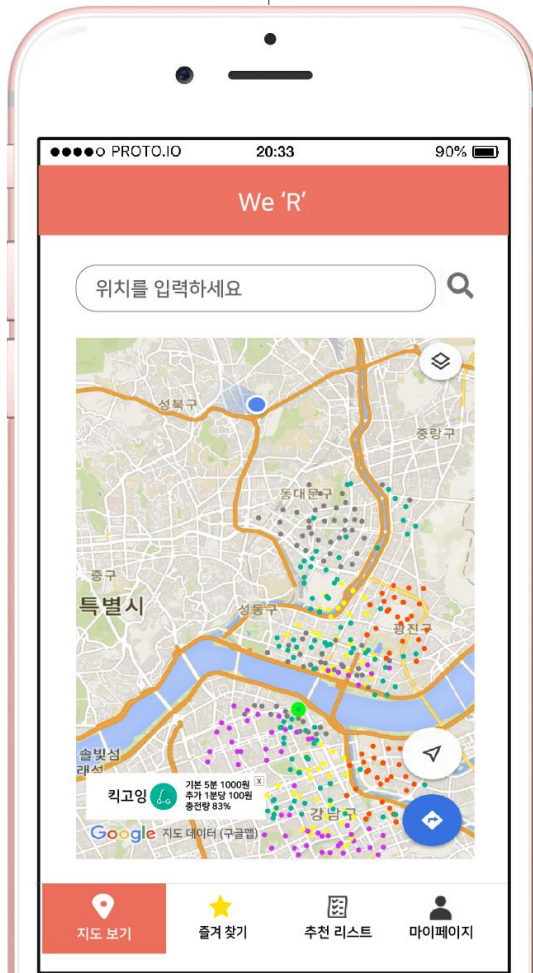 PROTO.IO 20:33 90%
We ‘R’
위치를 입력하세요
성북구
중랑구
동대문구
중구
특별시
성동구
광진구
솔빛섬
래섬
킥고잉
기본 5분 1000원 X
추가 1분당 100원
충전량 83%
강남구
Google 지도 데이터 (구글맵)
지도 보기 즐겨 찾기 추천 리스트 마이페이지